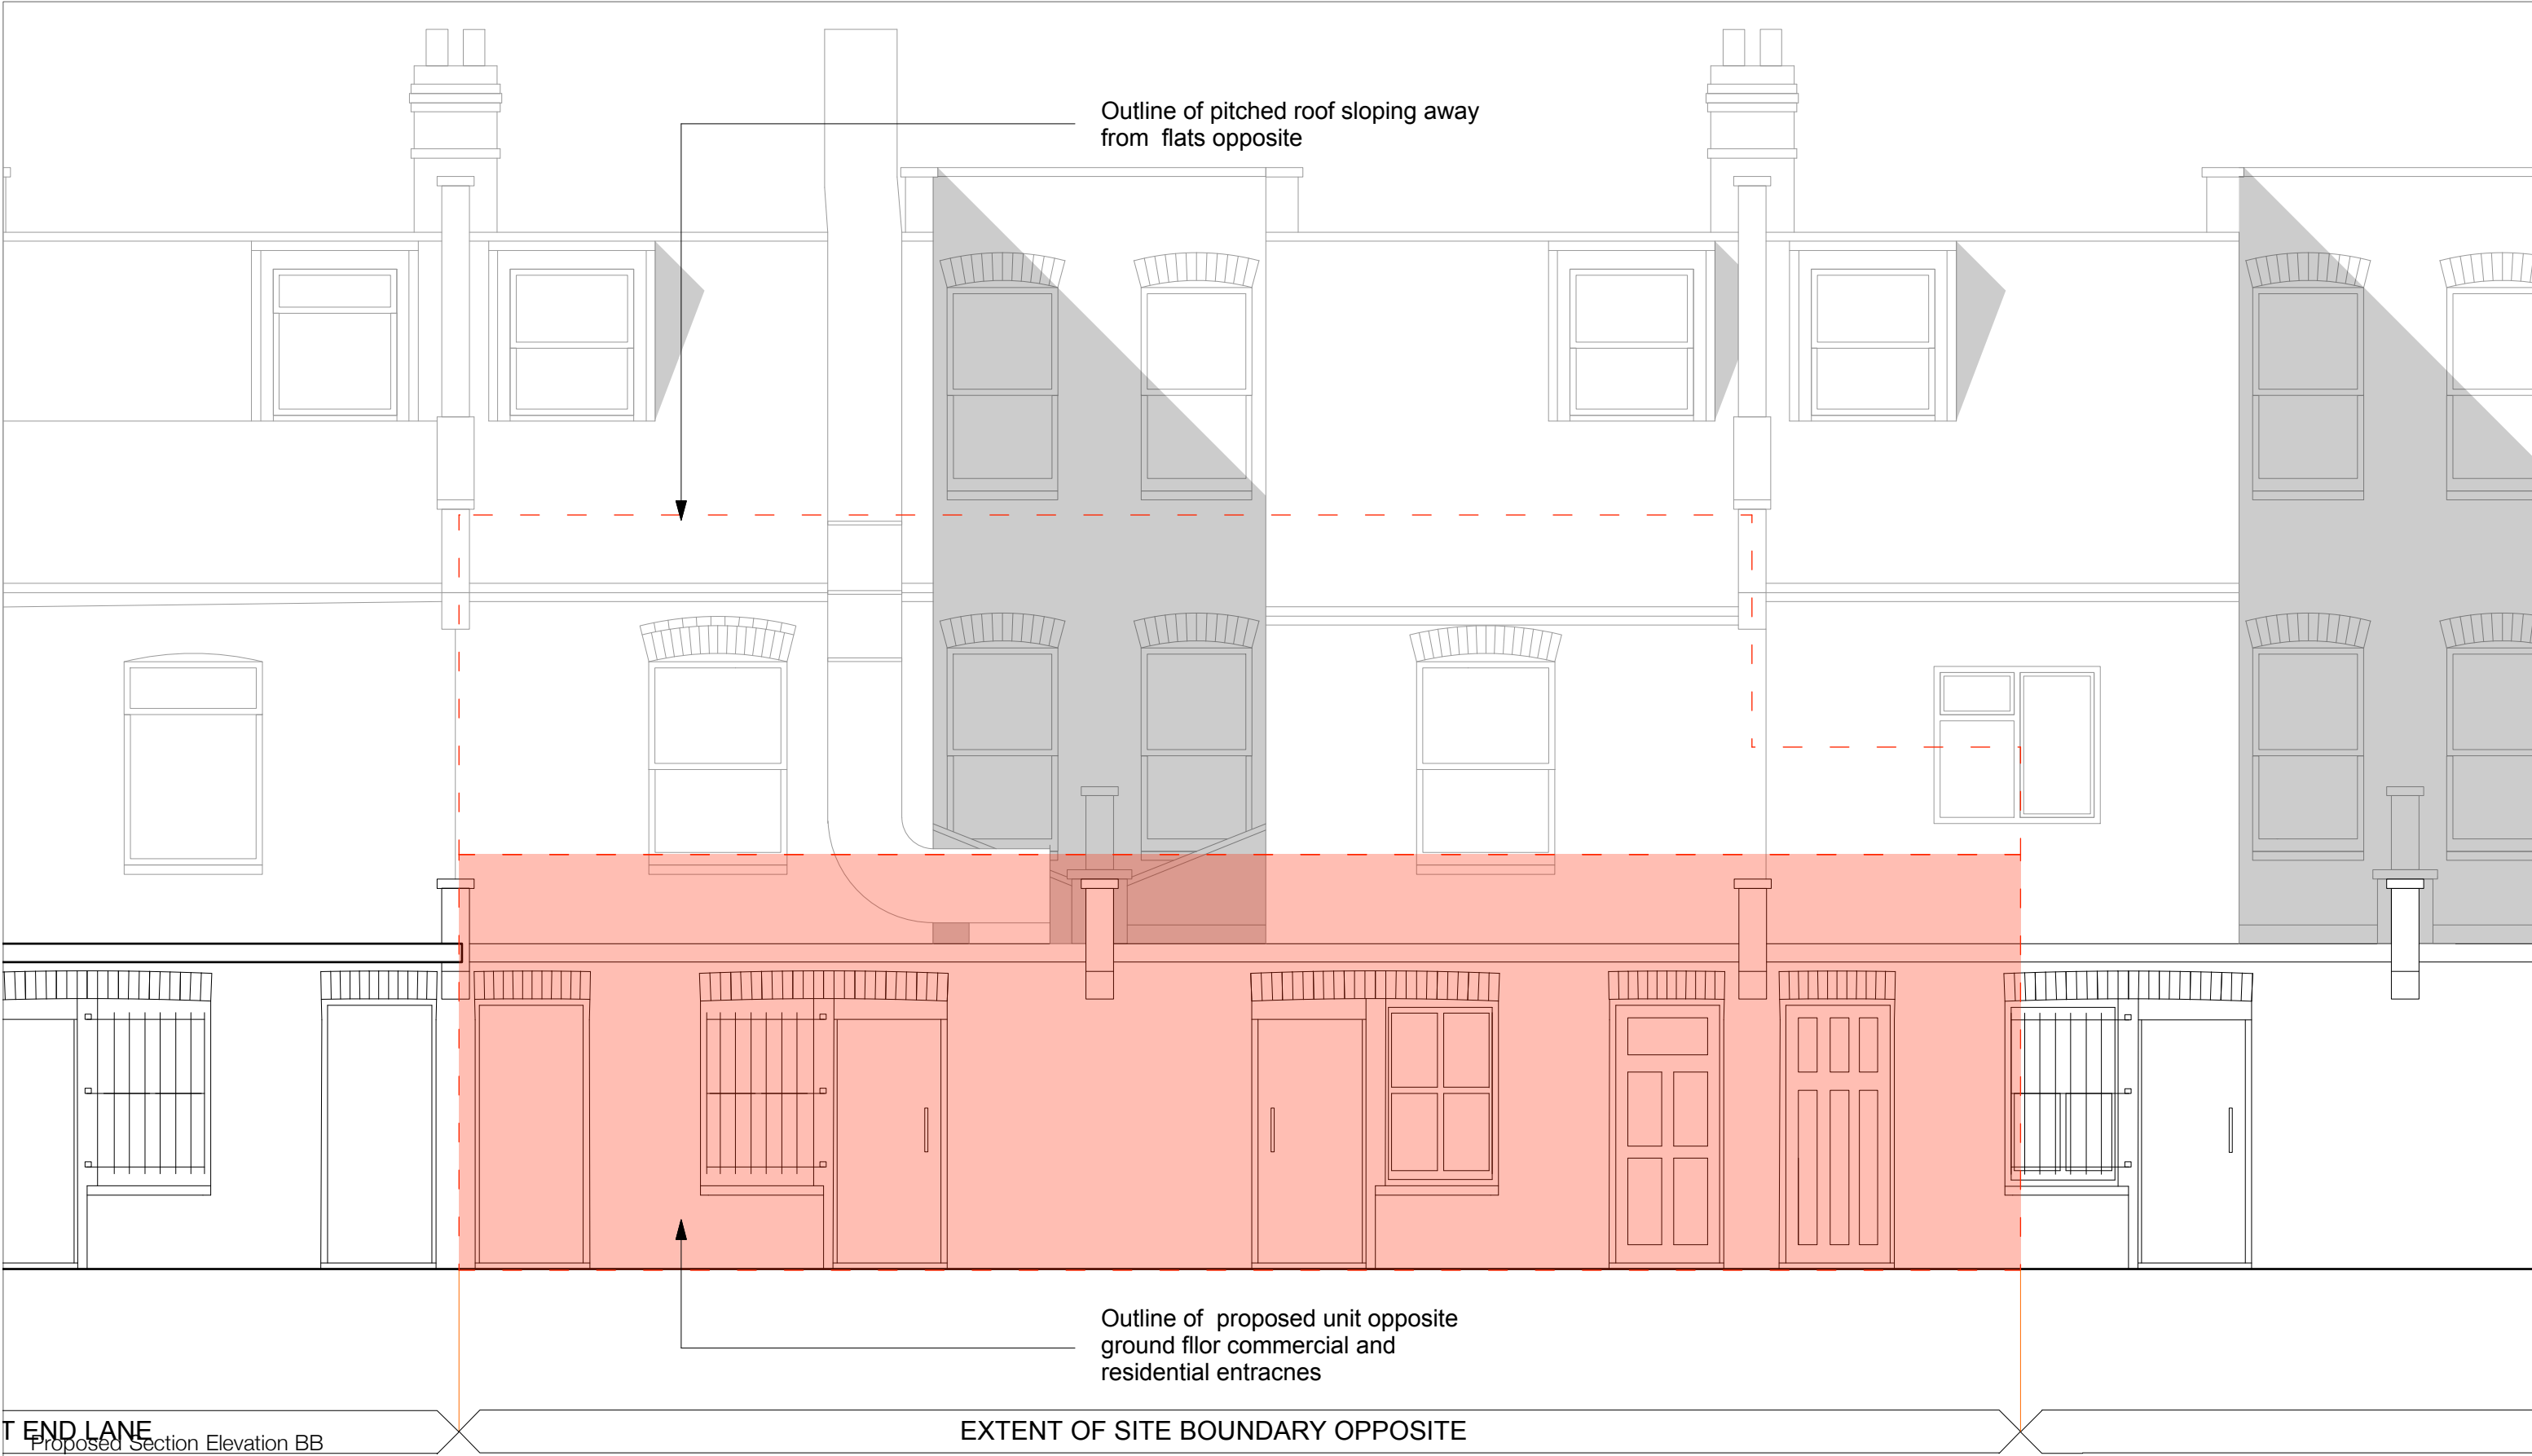 Outline of pitched roof sloping away
from flats opposite
Outline of proposed unit opposite
ground fllor commercial and
residential entracnes
T END LANE
Proposed Section Elevation BB
EXTENT OF SITE BOUNDARY OPPOSITE